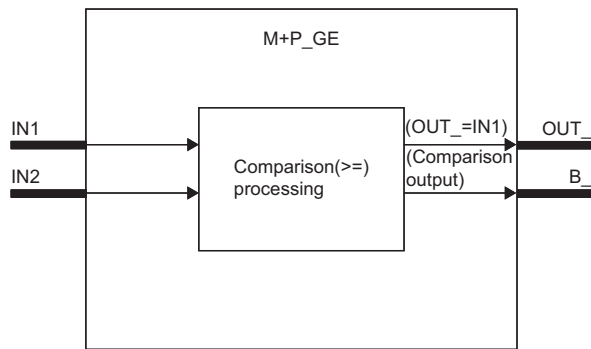 M+P_GE
IN1
(OUT_=IN1)
OUT_
IN2
Comparison(>=)
processing
(Comparison
output)
B_